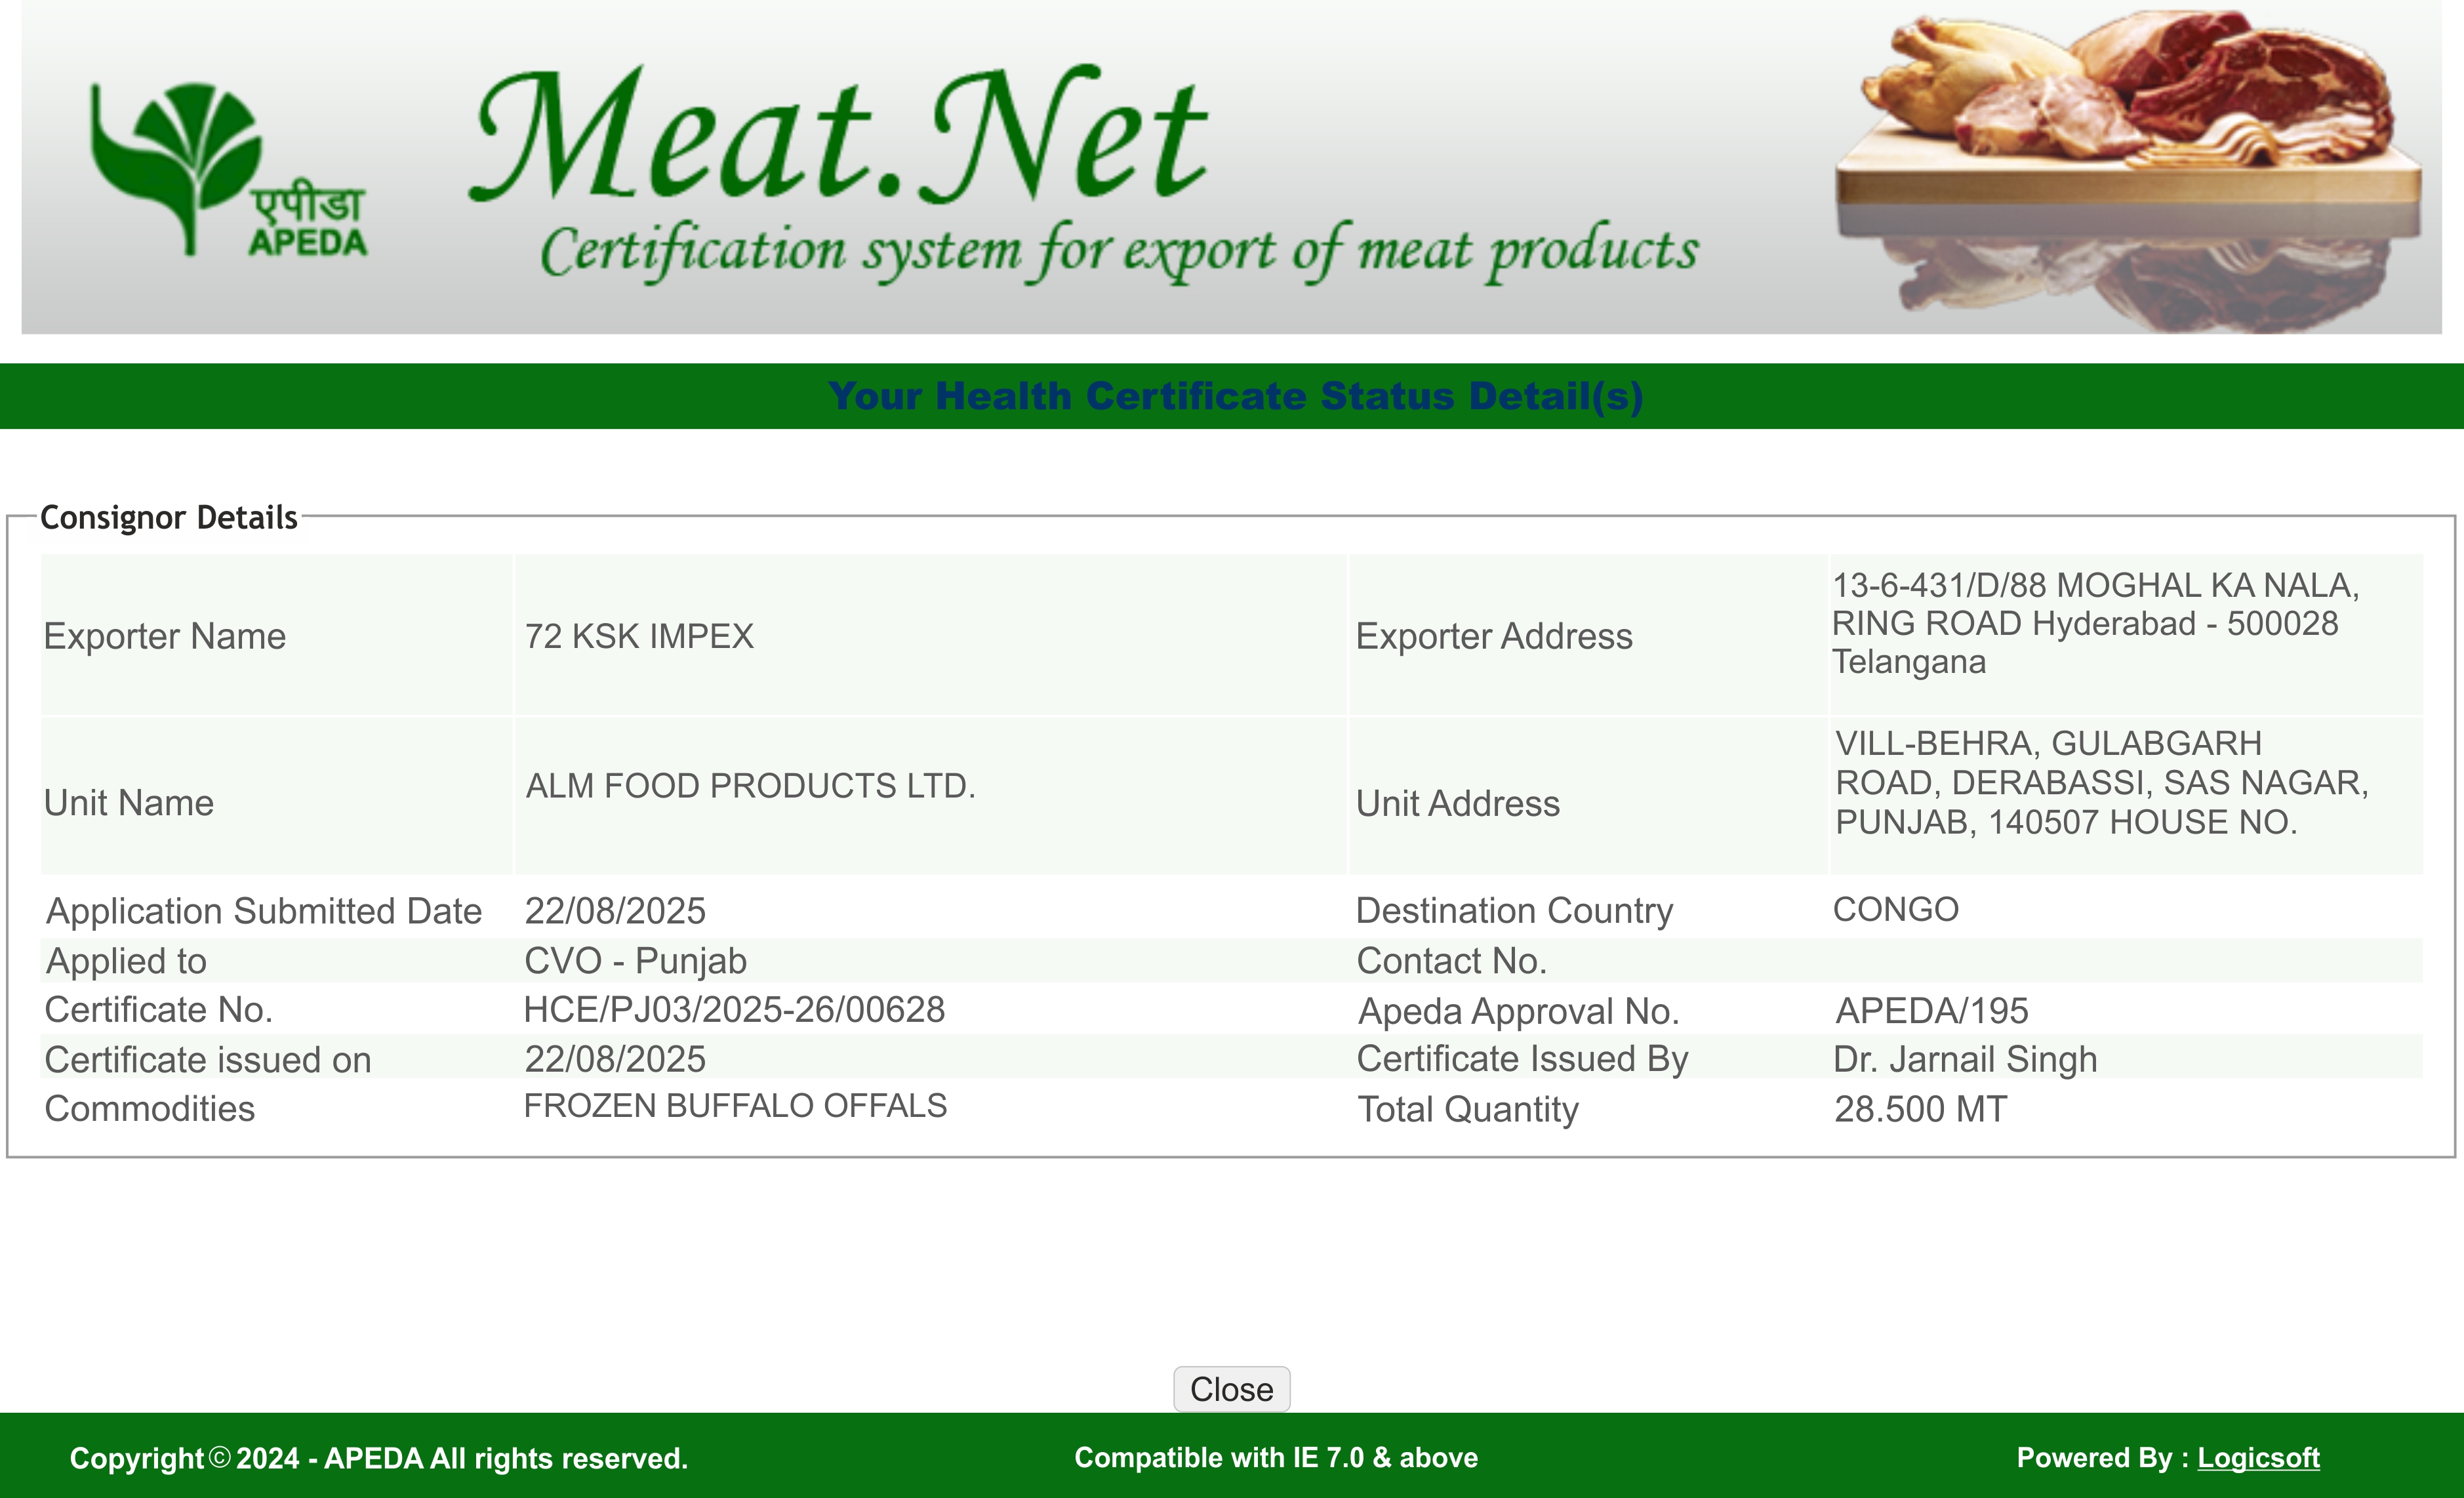 एपीडा
APEDA
Meat.Net
Certification system for export of meat products
Your Health Certificate Status Detail(s)
Consignor Details
Exporter Name 72 KSK IMPEX Exporter Address 13-6-431/D/88 MOGHAL KA NALA,
RING ROAD Hyderabad - 500028
Telangana
Unit Name ALM FOOD PRODUCTS LTD. Unit Address VILL-BEHRA, GULABGARH
ROAD, DERABASSI, SAS NAGAR,
PUNJAB, 140507 HOUSE NO.
Application Submitted Date 22/08/2025 Destination Country CONGO
Applied to CVO - Punjab Contact No.
Certificate No. HCE/PJ03/2025-26/00628 Apeda Approval No. APEDA/195
Certificate issued on 22/08/2025 Certificate Issued By Dr. Jarnail Singh
Commodities FROZEN BUFFALO OFFALS Total Quantity 28.500 MT
Close
Copyright © 2024 - APEDA All rights reserved. Compatible with IE 7.0 & above Powered By : Logicsoft